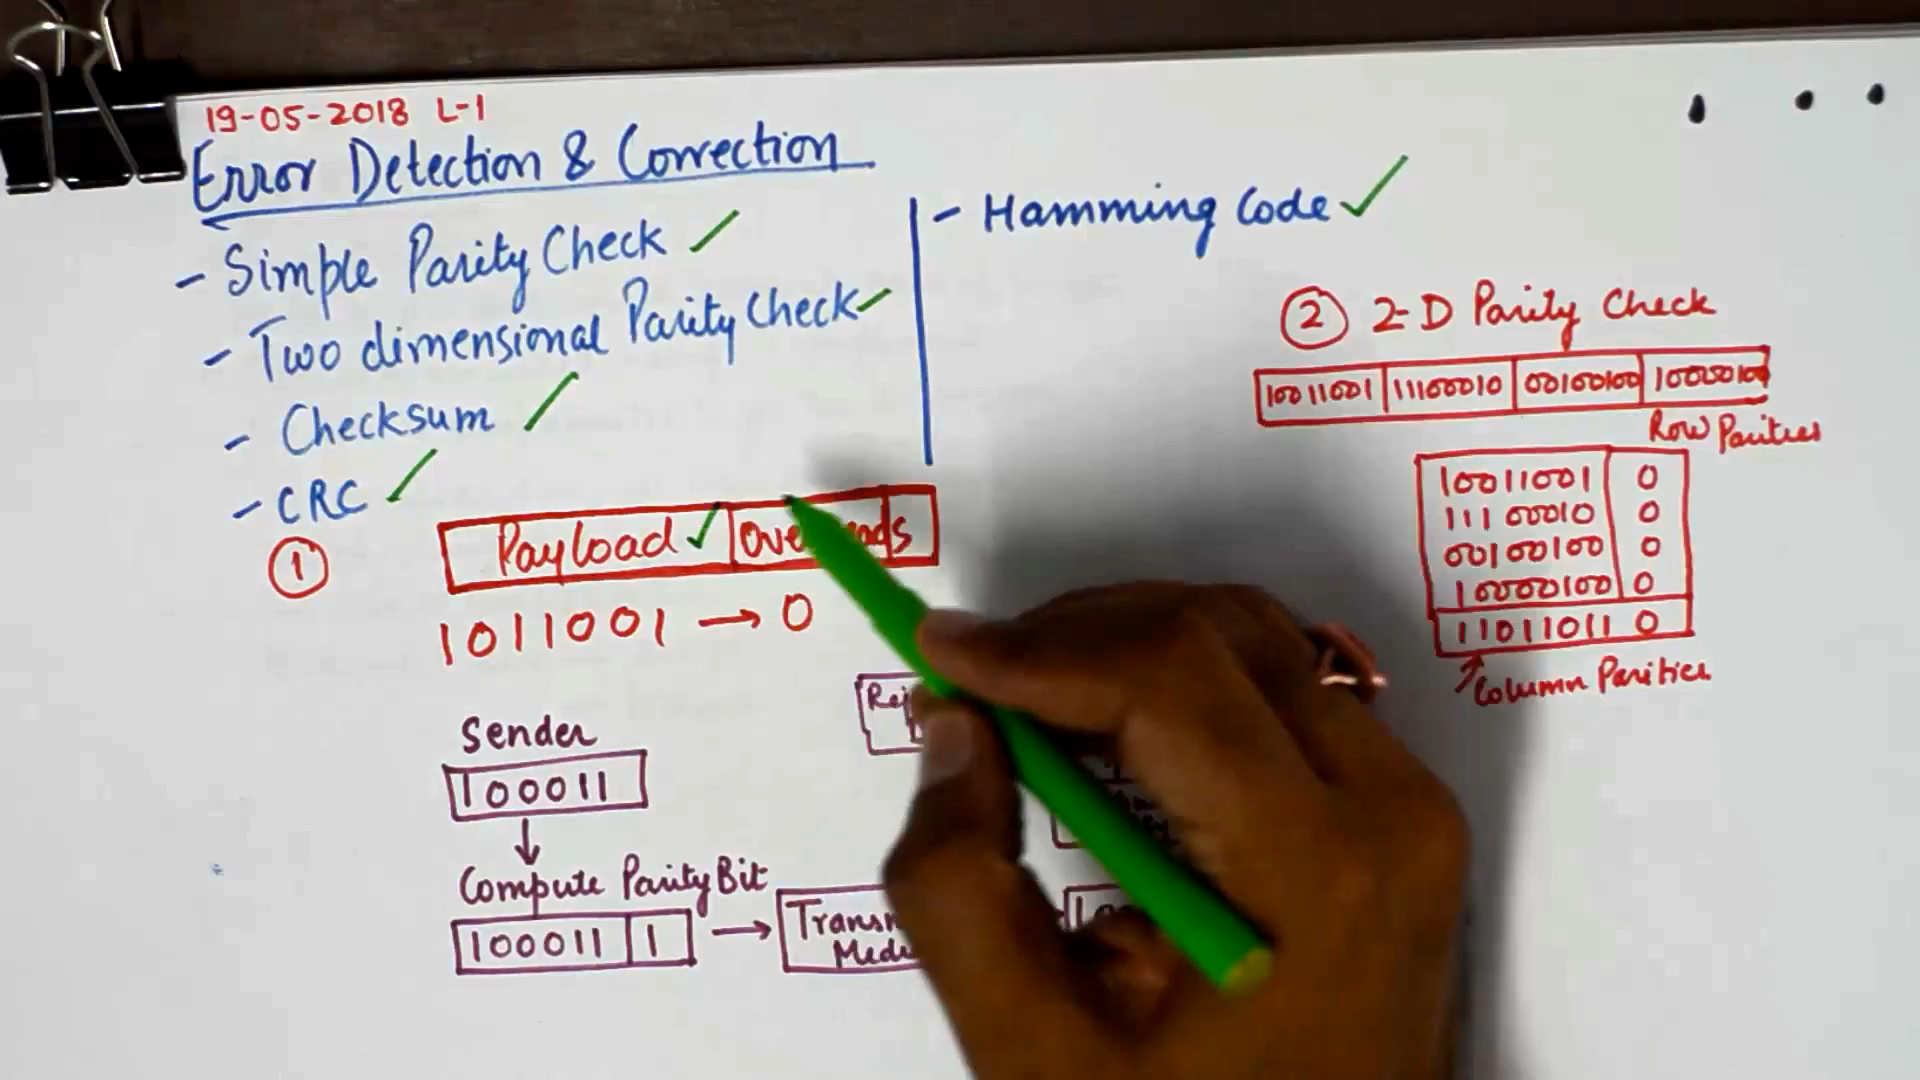 19-05-2018 L-1
Error Detection & Correction
- Simple Parity Check ✓
- Two dimensional Parity Check ✓
- Checksum ✓
- CRC ✓
- Hamming Code ✓
① Payload ✓
1011001 → 0
Sender
100011
Compute Parity Bit
100011 1 →
② 2-D Parity Check
10011001 11100010 00100100 10000100
Row Parities
10011001 0
11100010 0
00100100 0
10000100 0
11011011 0
Column Parities